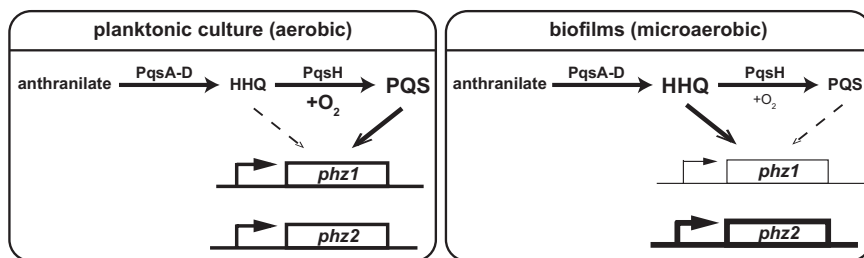 planktonic culture (aerobic)
anthranilate PqsA-D HHQ PqsH +O₂ PQS
phz1
phz2
biofilms (microaerobic)
anthranilate PqsA-D HHQ PqsH +O₂ PQS
phz1
phz2